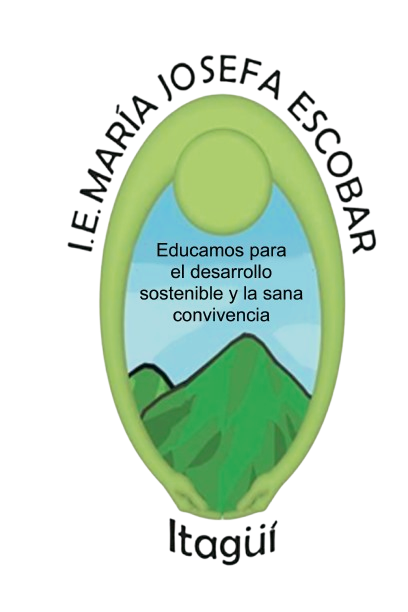 I.E. MARÍA JOSEFA ESCOBAR
Educamos para
el desarrollo
sostenible y la sana
convivencia
Itagüí